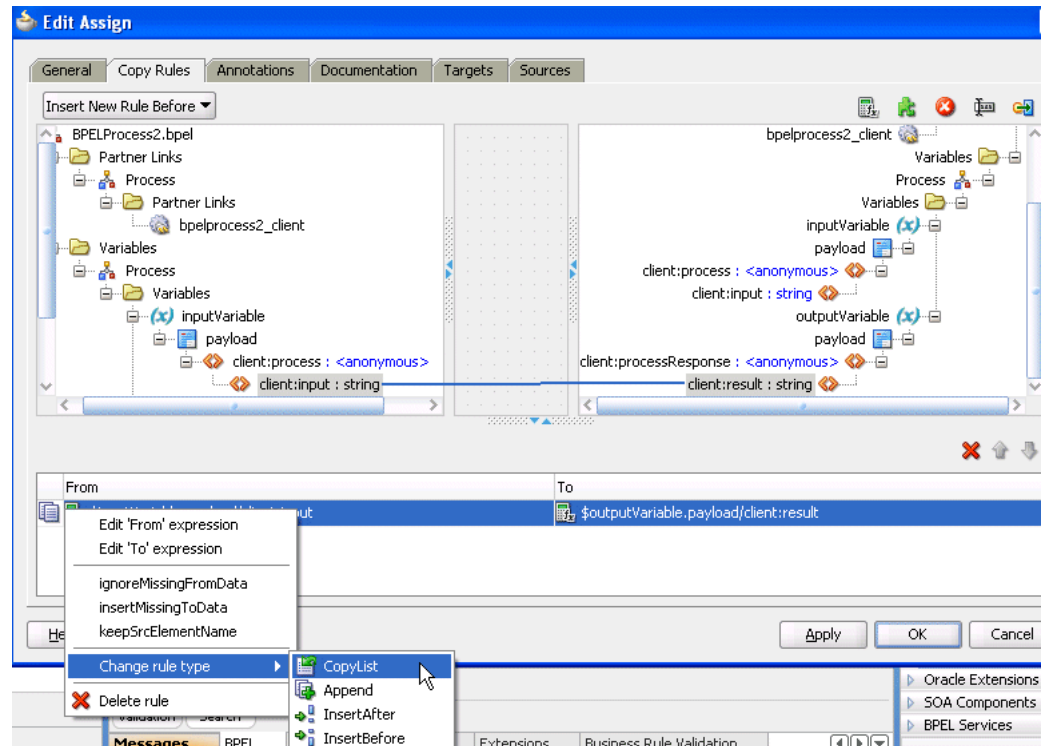 Edit Assign
General Copy Rules Annotations Documentation Targets Sources
Insert New Rule Before
BPELProcess2.bpel
Partner Links
Process
Partner Links
bpelprocess2_client
Variables
Process
Variables
inputVariable
payload
client:process : <anonymous>
client:input : string
bpelprocess2_client
Variables
Process
Variables
inputVariable
payload
client:process : <anonymous>
client:input : string
outputVariable
payload
client:processResponse : <anonymous>
client:result : string
From To
$outputVariable.payload/client:result
Edit 'From' expression
Edit 'To' expression
ignoreMissingFromData
insertMissingToData
keepSrcElementName
Change rule type
Delete rule
CopyList
Append
InsertAfter
InsertBefore
Apply OK Cancel
Oracle Extensions
SOA Components
BPEL Services
Validation Search
Messages BPEL Extensions Business Rule Validation